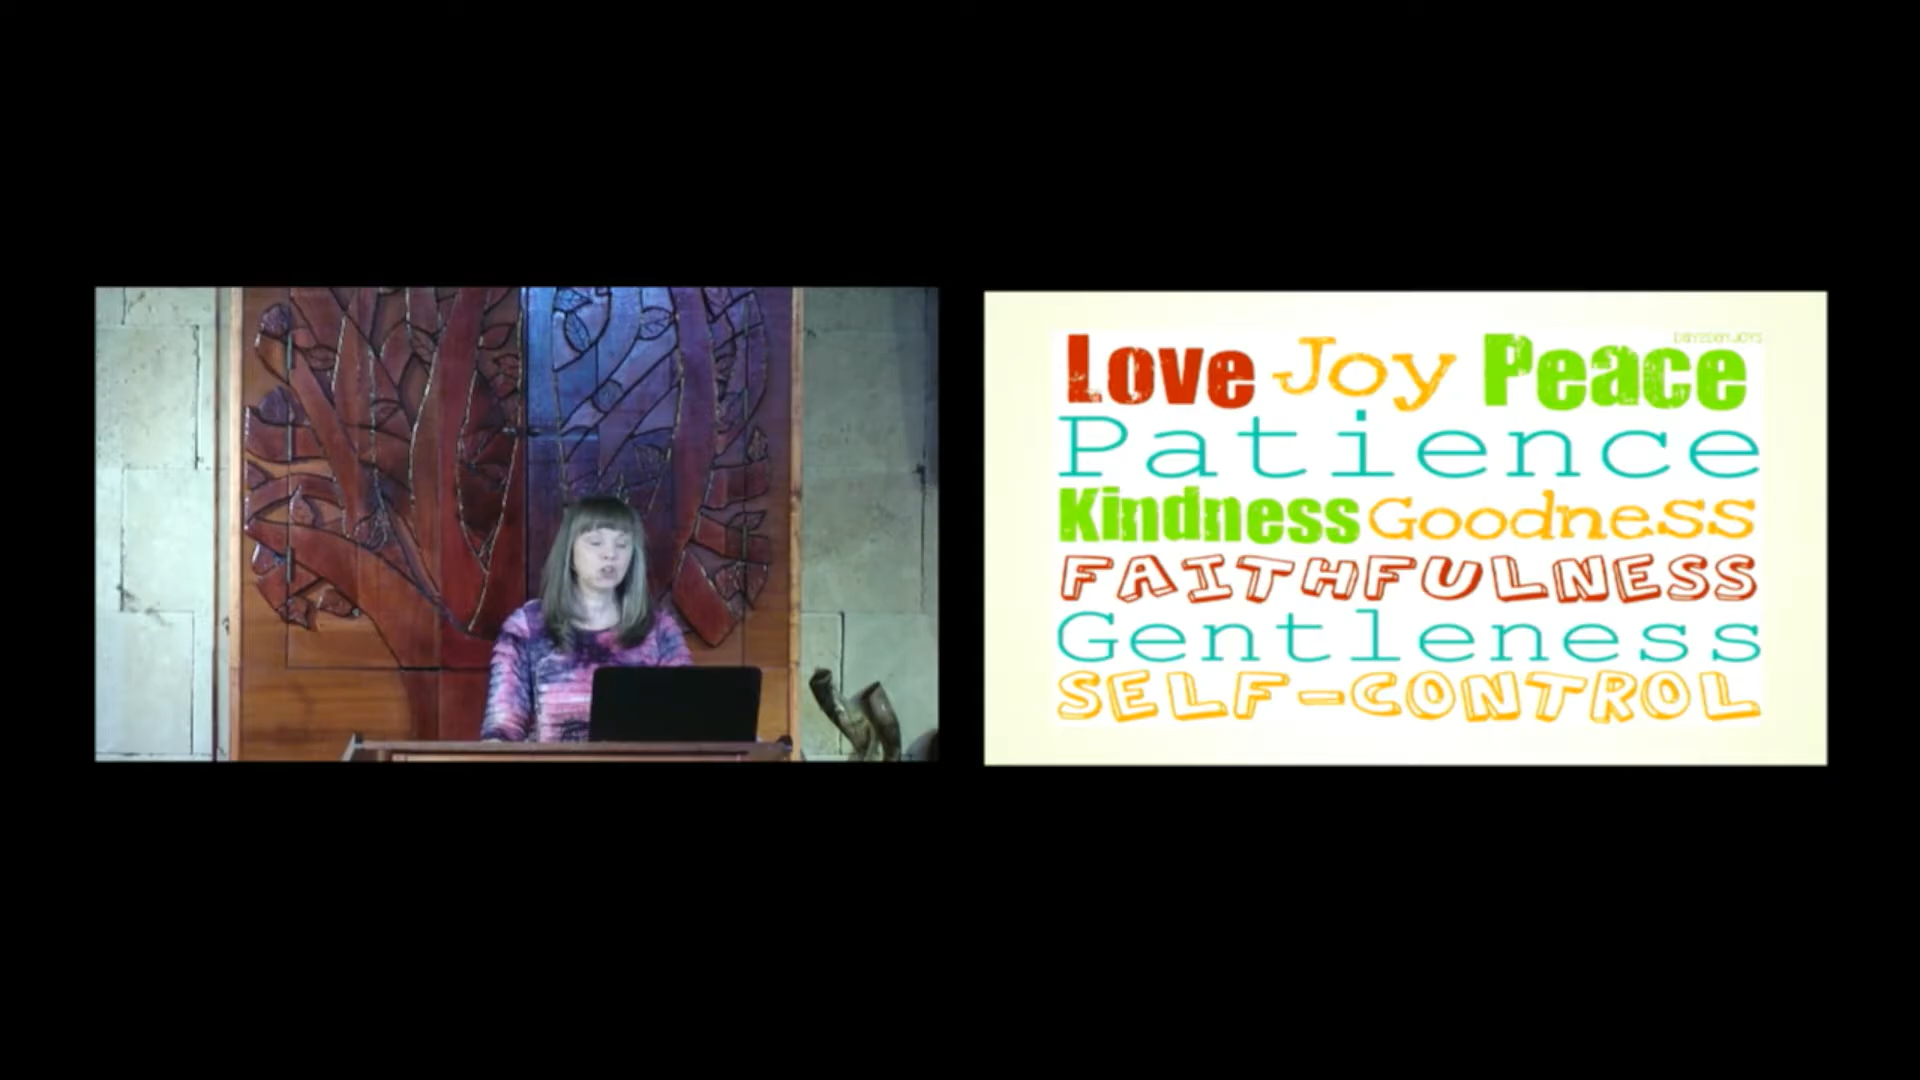 Love Joy Peace
Patience
Kindness Goodness
FAITHFULNESS
Gentleness
SELF-CONTROL